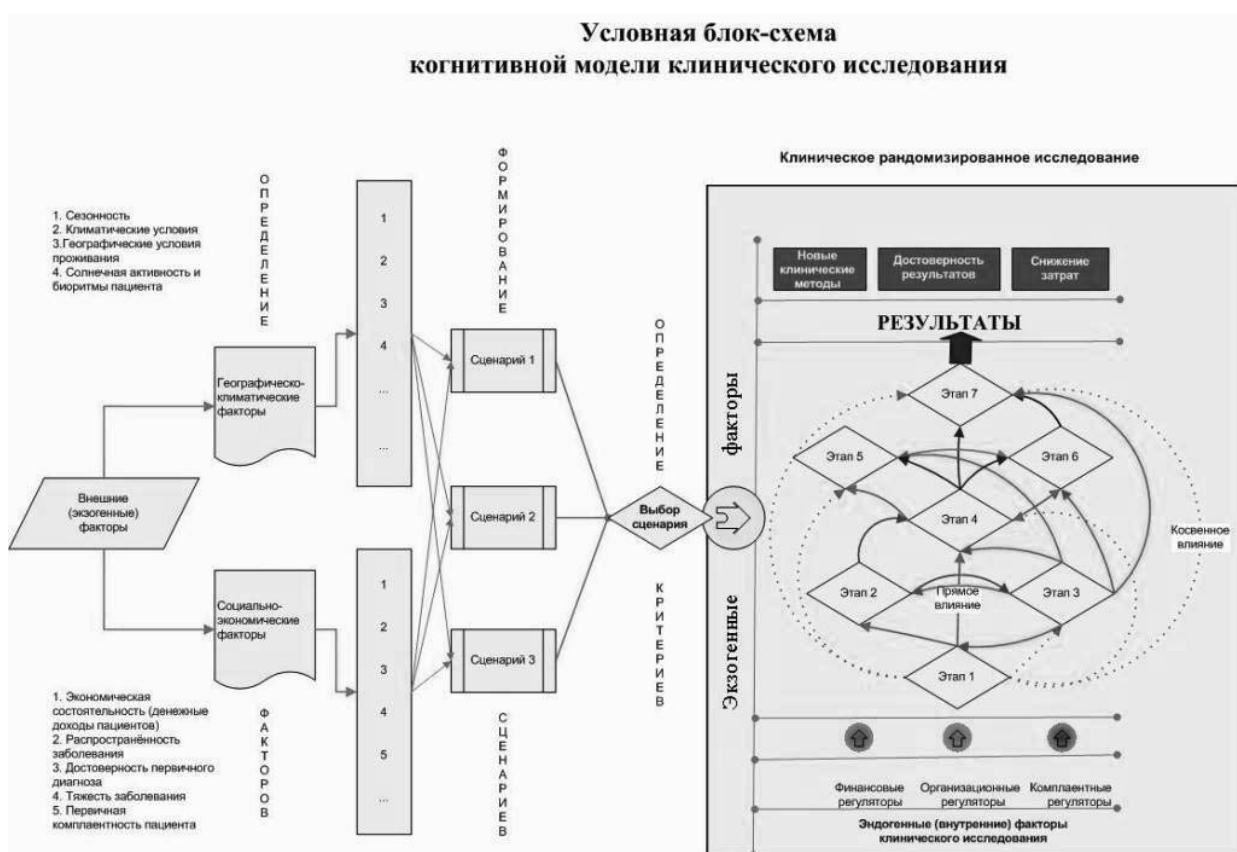 Условная блок-схема
когнитивной модели клинического исследования
1. Сезонность
2. Климатические условия
3.Географические условия
проживания
4. Солнечная активность и
биоритмы пациента
ОПРЕДЕЛЕНИЕ
ФАКТОРОВ
Внешние
(экзогенные)
факторы
Географическо-
климатические
факторы
Социально-
экономические
факторы
1. Экономическая
состоятельность (денежные
доходы пациентов)
2. Распространённость
заболевания
3. Достоверность первичного
диагноза
4. Тяжесть заболевания
5. Первичная
комплаентность пациента
1
2
3
4
...
...
1
2
3
4
5
...
ФОРМИРОВАНИЕ
СЦЕНАРИЕВ
Сценарий 1
Сценарий 2
Сценарий 3
ОПРЕДЕЛЕНИЕ
КРИТЕРИЕВ
Выбор
сценария
Клиническое рандомизированное исследование
Экзогенные факторы
Новые
клинические
методы
Достоверность
результатов
Снижение
затрат
РЕЗУЛЬТАТЫ
Этап 7
Этап 5
Этап 6
Этап 4
Косвенное
влияние
Этап 2
Прямое
влияние
Этап 3
Этап 1
Финансовые
регуляторы
Организационные
регуляторы
Комплаентные
регуляторы
Эндогенные (внутренние) факторы
клинического исследования